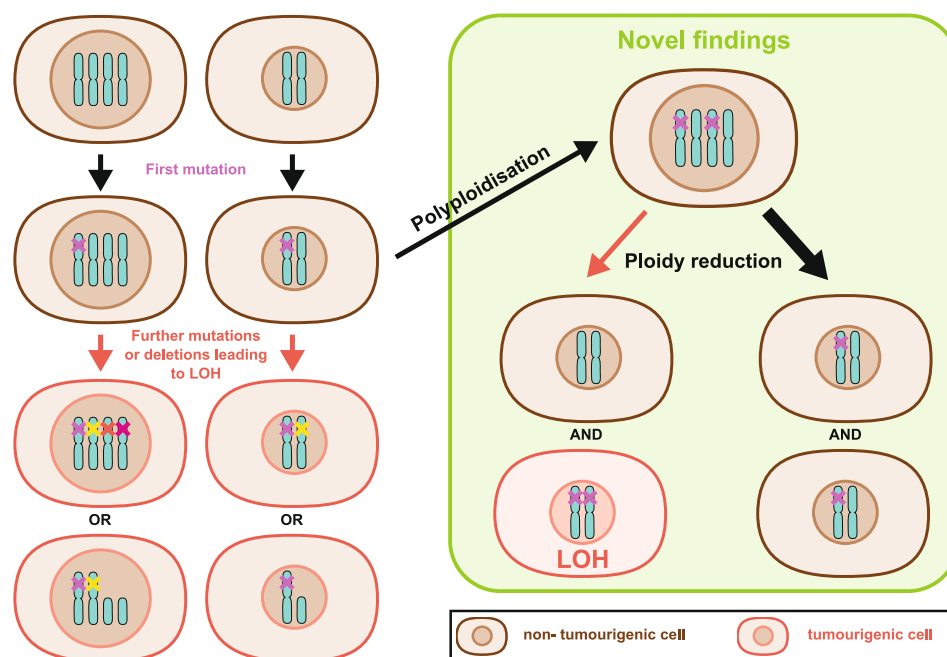 Novel findings
First mutation
Polyploidisation
Ploidy reduction
Further mutations
or deletions leading
to LOH
OR
OR
AND
AND
LOH
non- tumourigenic cell
tumourigenic cell